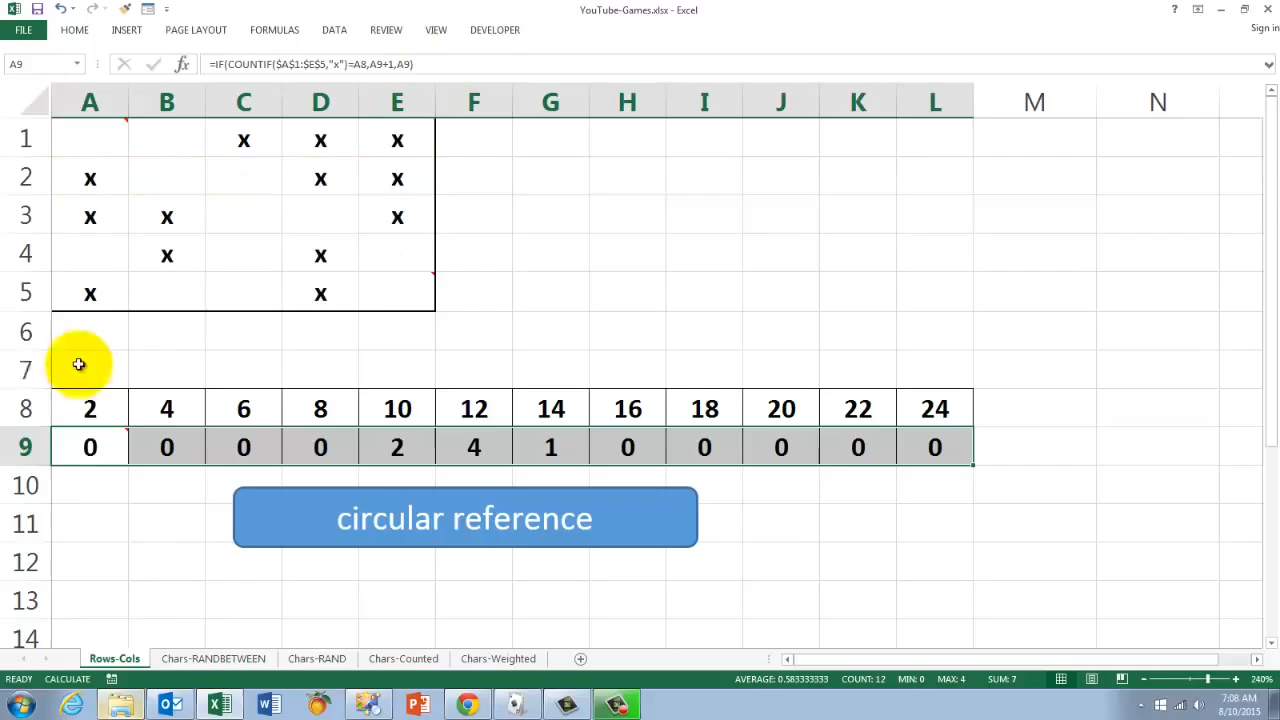 YouTube-Games.xlsx - Excel
FILE HOME INSERT PAGE LAYOUT FORMULAS DATA REVIEW VIEW DEVELOPER Sign in
A9 fx =IF(COUNTIF($A$1:$E$5,"x")=A8,A9+1,A9)
A B C D E F G H I J K L M N
1 x x x
2 x x x
3 x x x
4 x x
5 x x
6
7
8 2 4 6 8 10 12 14 16 18 20 22 24
9 0 0 0 0 2 4 1 0 0 0 0 0
10
circular reference
11
12
13
14
Rows-Cols Chars-RANDBETWEEN Chars-RAND Chars-Counted Chars-Weighted
READY CALCULATE AVERAGE: 0.583333333 COUNT: 12 MIN: 0 MAX: 4 SUM: 7 240%
7:08 AM
8/10/2015